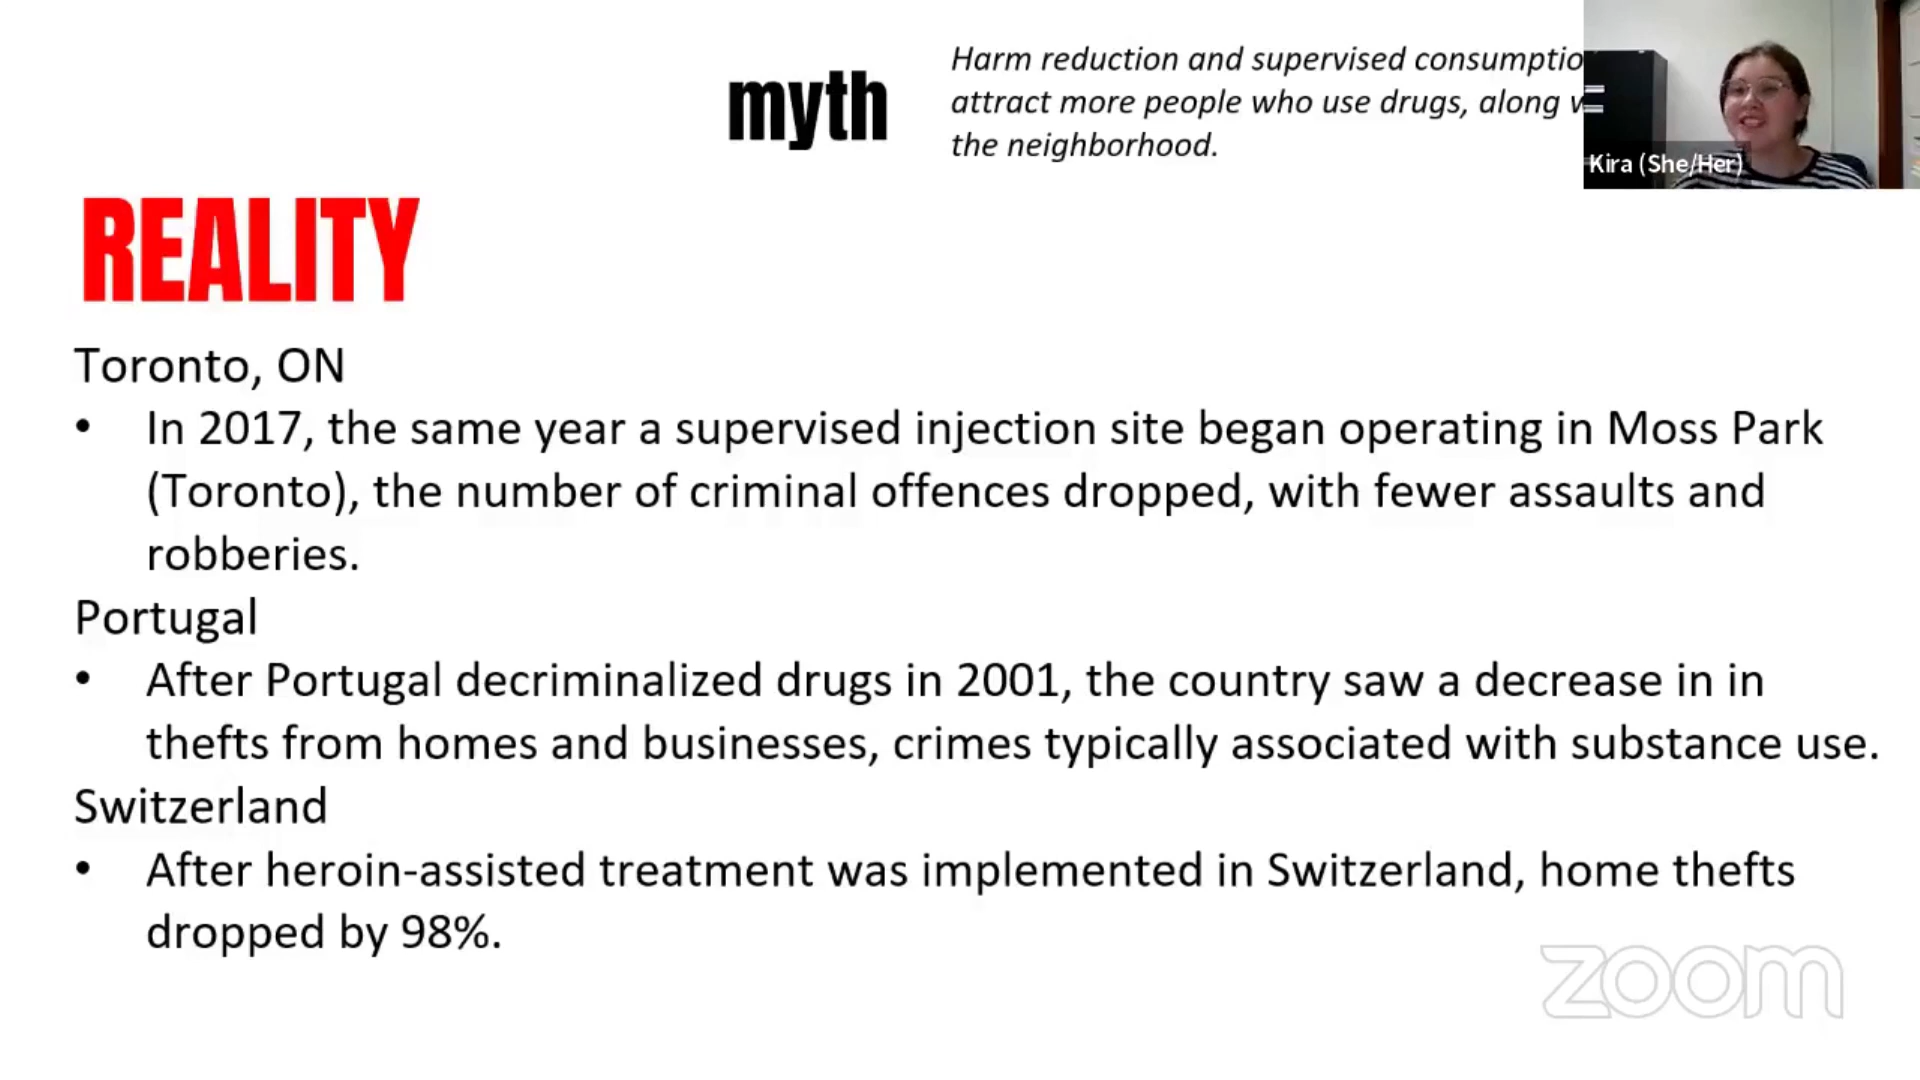 Harm reduction and supervised
attract more people who use drugs, along
the neighborhood.
myth
Kira (She/Her)
REALITY
Toronto, ON
• In 2017, the same year a supervised injection site began operating in Moss Park
(Toronto), the number of criminal offences dropped, with fewer assaults and
robberies.
Portugal
• After Portugal decriminalized drugs in 2001, the country saw a decrease in in
thefts from homes and businesses, crimes typically associated with substance use.
Switzerland
• After heroin-assisted treatment was implemented in Switzerland, home thefts
dropped by 98%.
zoom